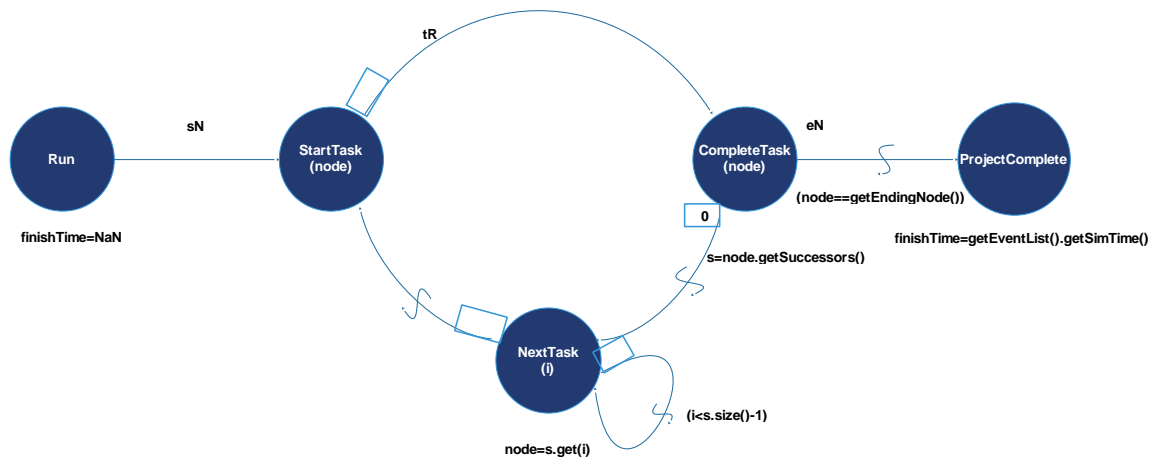 tR
sN
eN
Run
StartTask
(node)
CompleteTask
(node)
ProjectComplete
(node==getEndingNode())
0
finishTime=NaN
finishTime=getEventList().getSimTime()
s=node.getSuccessors()
NextTask
(i)
(i<s.size()-1)
node=s.get(i)